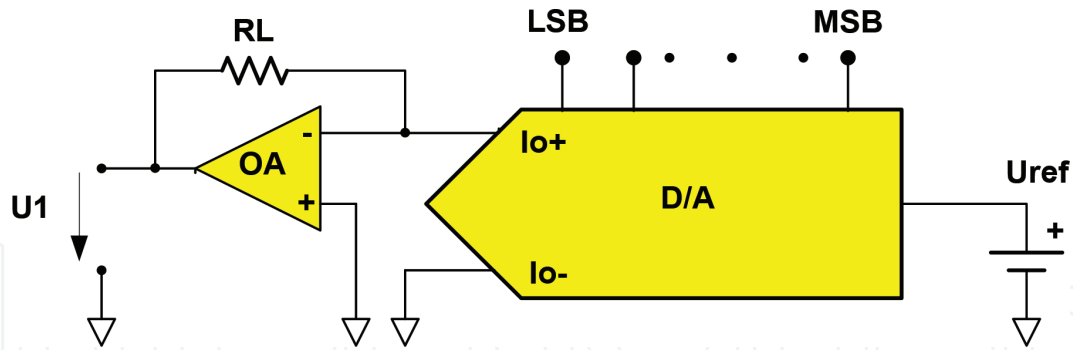 LSB
MSB
RL
-
OA
+
Io+
D/A
Io-
Uref
+
U1